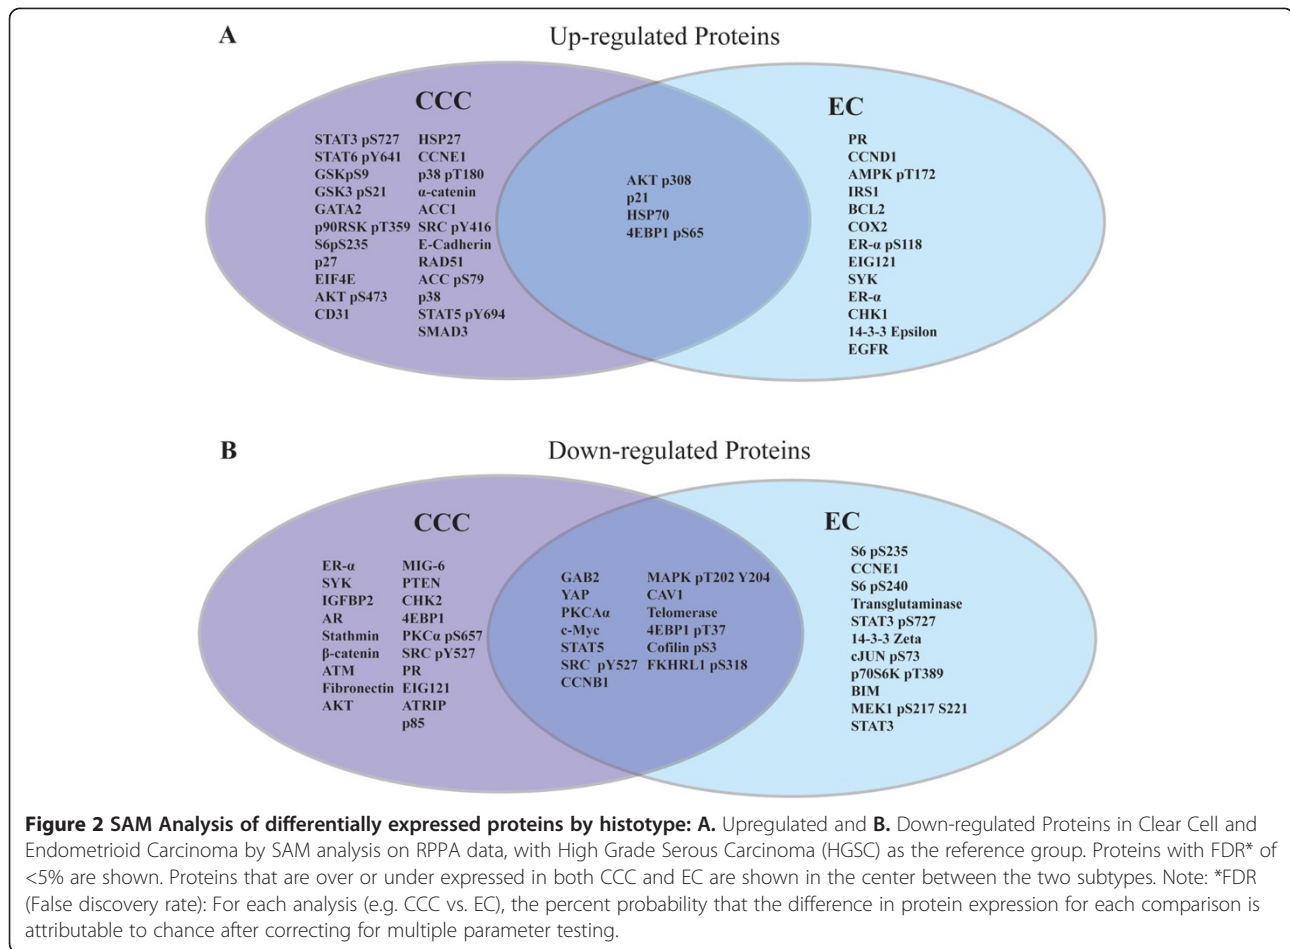 A
Up-regulated Proteins
CCC
STAT3 pS727
STAT6 pY641
GSKpS9
GSK3 pS21
GATA2
p90RSK pT359
S6pS235
p27
EIF4E
AKT pS473
CD31
HSP27
CCNE1
p38 pT180
α-catenin
ACC1
SRC pY416
E-Cadherin
RAD51
ACC pS79
p38
STAT5 pY694
SMAD3
AKT p308
p21
HSP70
4EBP1 pS65
EC
PR
CCND1
AMPK pT172
IRS1
BCL2
COX2
ER-α pS118
EIG121
SYK
ER-α
CHK1
14-3-3 Epsilon
EGFR
B
Down-regulated Proteins
CCC
ER-α
SYK
IGFBP2
AR
Stathmin
β-catenin
ATM
Fibronectin
AKT
MIG-6
PTEN
CHK2
4EBP1
PKCα pS657
SRC pY527
PR
EIG121
ATRIP
p85
GAB2
YAP
PKCAα
c-Myc
STAT5
SRC pY527
CCNB1
MAPK pT202 Y204
CAV1
Telomerase
4EBP1 pT37
Cofilin pS3
FKHRL1 pS318
EC
S6 pS235
CCNE1
S6 pS240
Transglutaminase
STAT3 pS727
14-3-3 Zeta
cJUN pS73
p70S6K pT389
BIM
MEK1 pS217 S221
STAT3
Figure 2 SAM Analysis of differentially expressed proteins by histotype: A. Upregulated and B. Down-regulated Proteins in Clear Cell and
Endometrioid Carcinoma by SAM analysis on RPPA data, with High Grade Serous Carcinoma (HGSC) as the reference group. Proteins with FDR* of
<5% are shown. Proteins that are over or under expressed in both CCC and EC are shown in the center between the two subtypes. Note: *FDR
(False discovery rate): For each analysis (e.g. CCC vs. EC), the percent probability that the difference in protein expression for each comparison is
attributable to chance after correcting for multiple parameter testing.